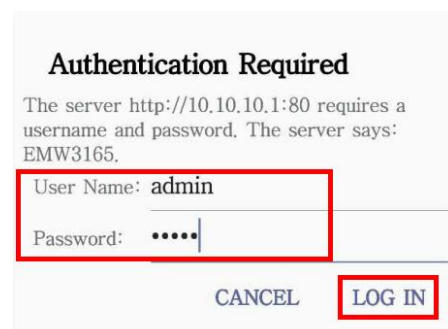 Authentication Required
The server http://10.10.10.1:80 requires a
username and password. The server says:
EMW3165.
User Name: admin
Password: •••••
CANCEL LOG IN